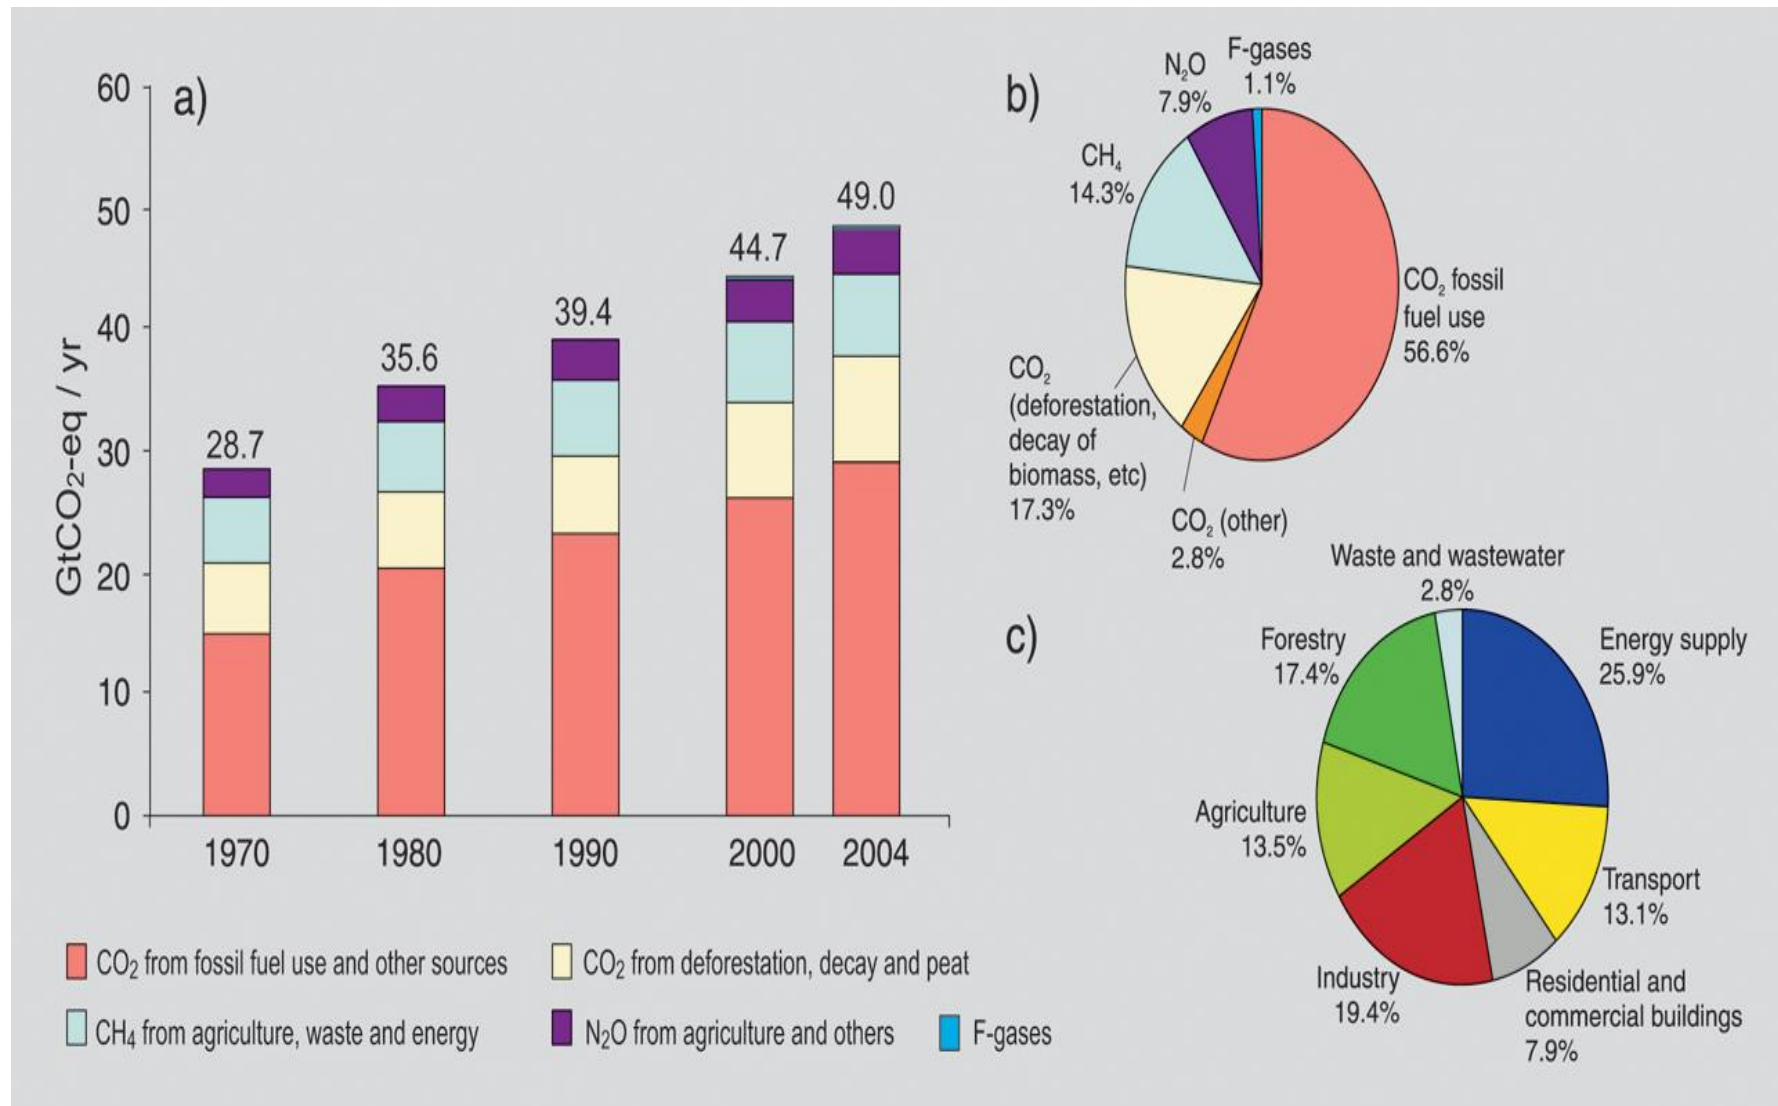 a)
60
50
40
30
20
10
0
GtCO2-eq / yr
28.7
35.6
39.4
44.7
49.0
1970
1980
1990
2000
2004
CO2 from fossil fuel use and other sources
CO2 from deforestation, decay and peat
CH4 from agriculture, waste and energy
N2O from agriculture and others
F-gases
b)
F-gases
1.1%
N2O
7.9%
CH4
14.3%
CO2 fossil
fuel use
56.6%
CO2
(deforestation,
decay of
biomass, etc)
17.3%
CO2 (other)
2.8%
c)
Waste and wastewater
2.8%
Forestry
17.4%
Energy supply
25.9%
Agriculture
13.5%
Transport
13.1%
Industry
19.4%
Residential and
commercial buildings
7.9%